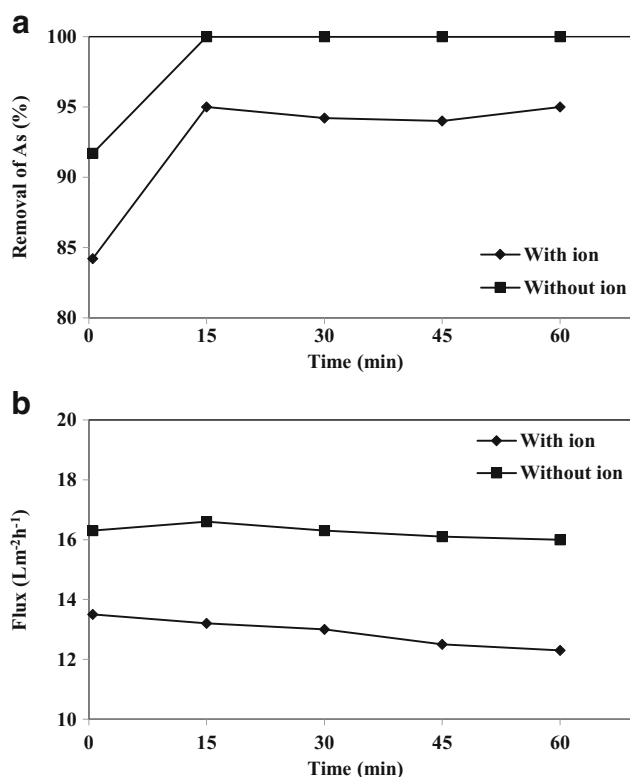 a
100
95
90
85
80
Removal of As (%)
With ion
Without ion
0 15 30 45 60
Time (min)
b
20
18
16
14
12
10
Flux (Lm-2h-1)
With ion
Without ion
0 15 30 45 60
Time (min)